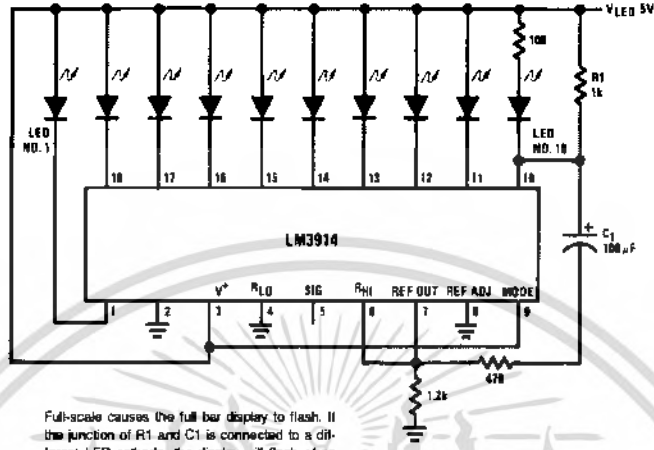 VLED 5V
100
R1
1k
LED
NO. 1
LED
NO. 10
18 17 16 15 14 13 12 11 10
C1
100 µF
LM3914
V+ RLO SIG RHI REF OUT REF ADJ MODE
1 2 3 4 5 6 7 8 9
470
1.2k
Full-scale causes the full bar display to flash. If
the junction of R1 and C1 is connected to a dif-